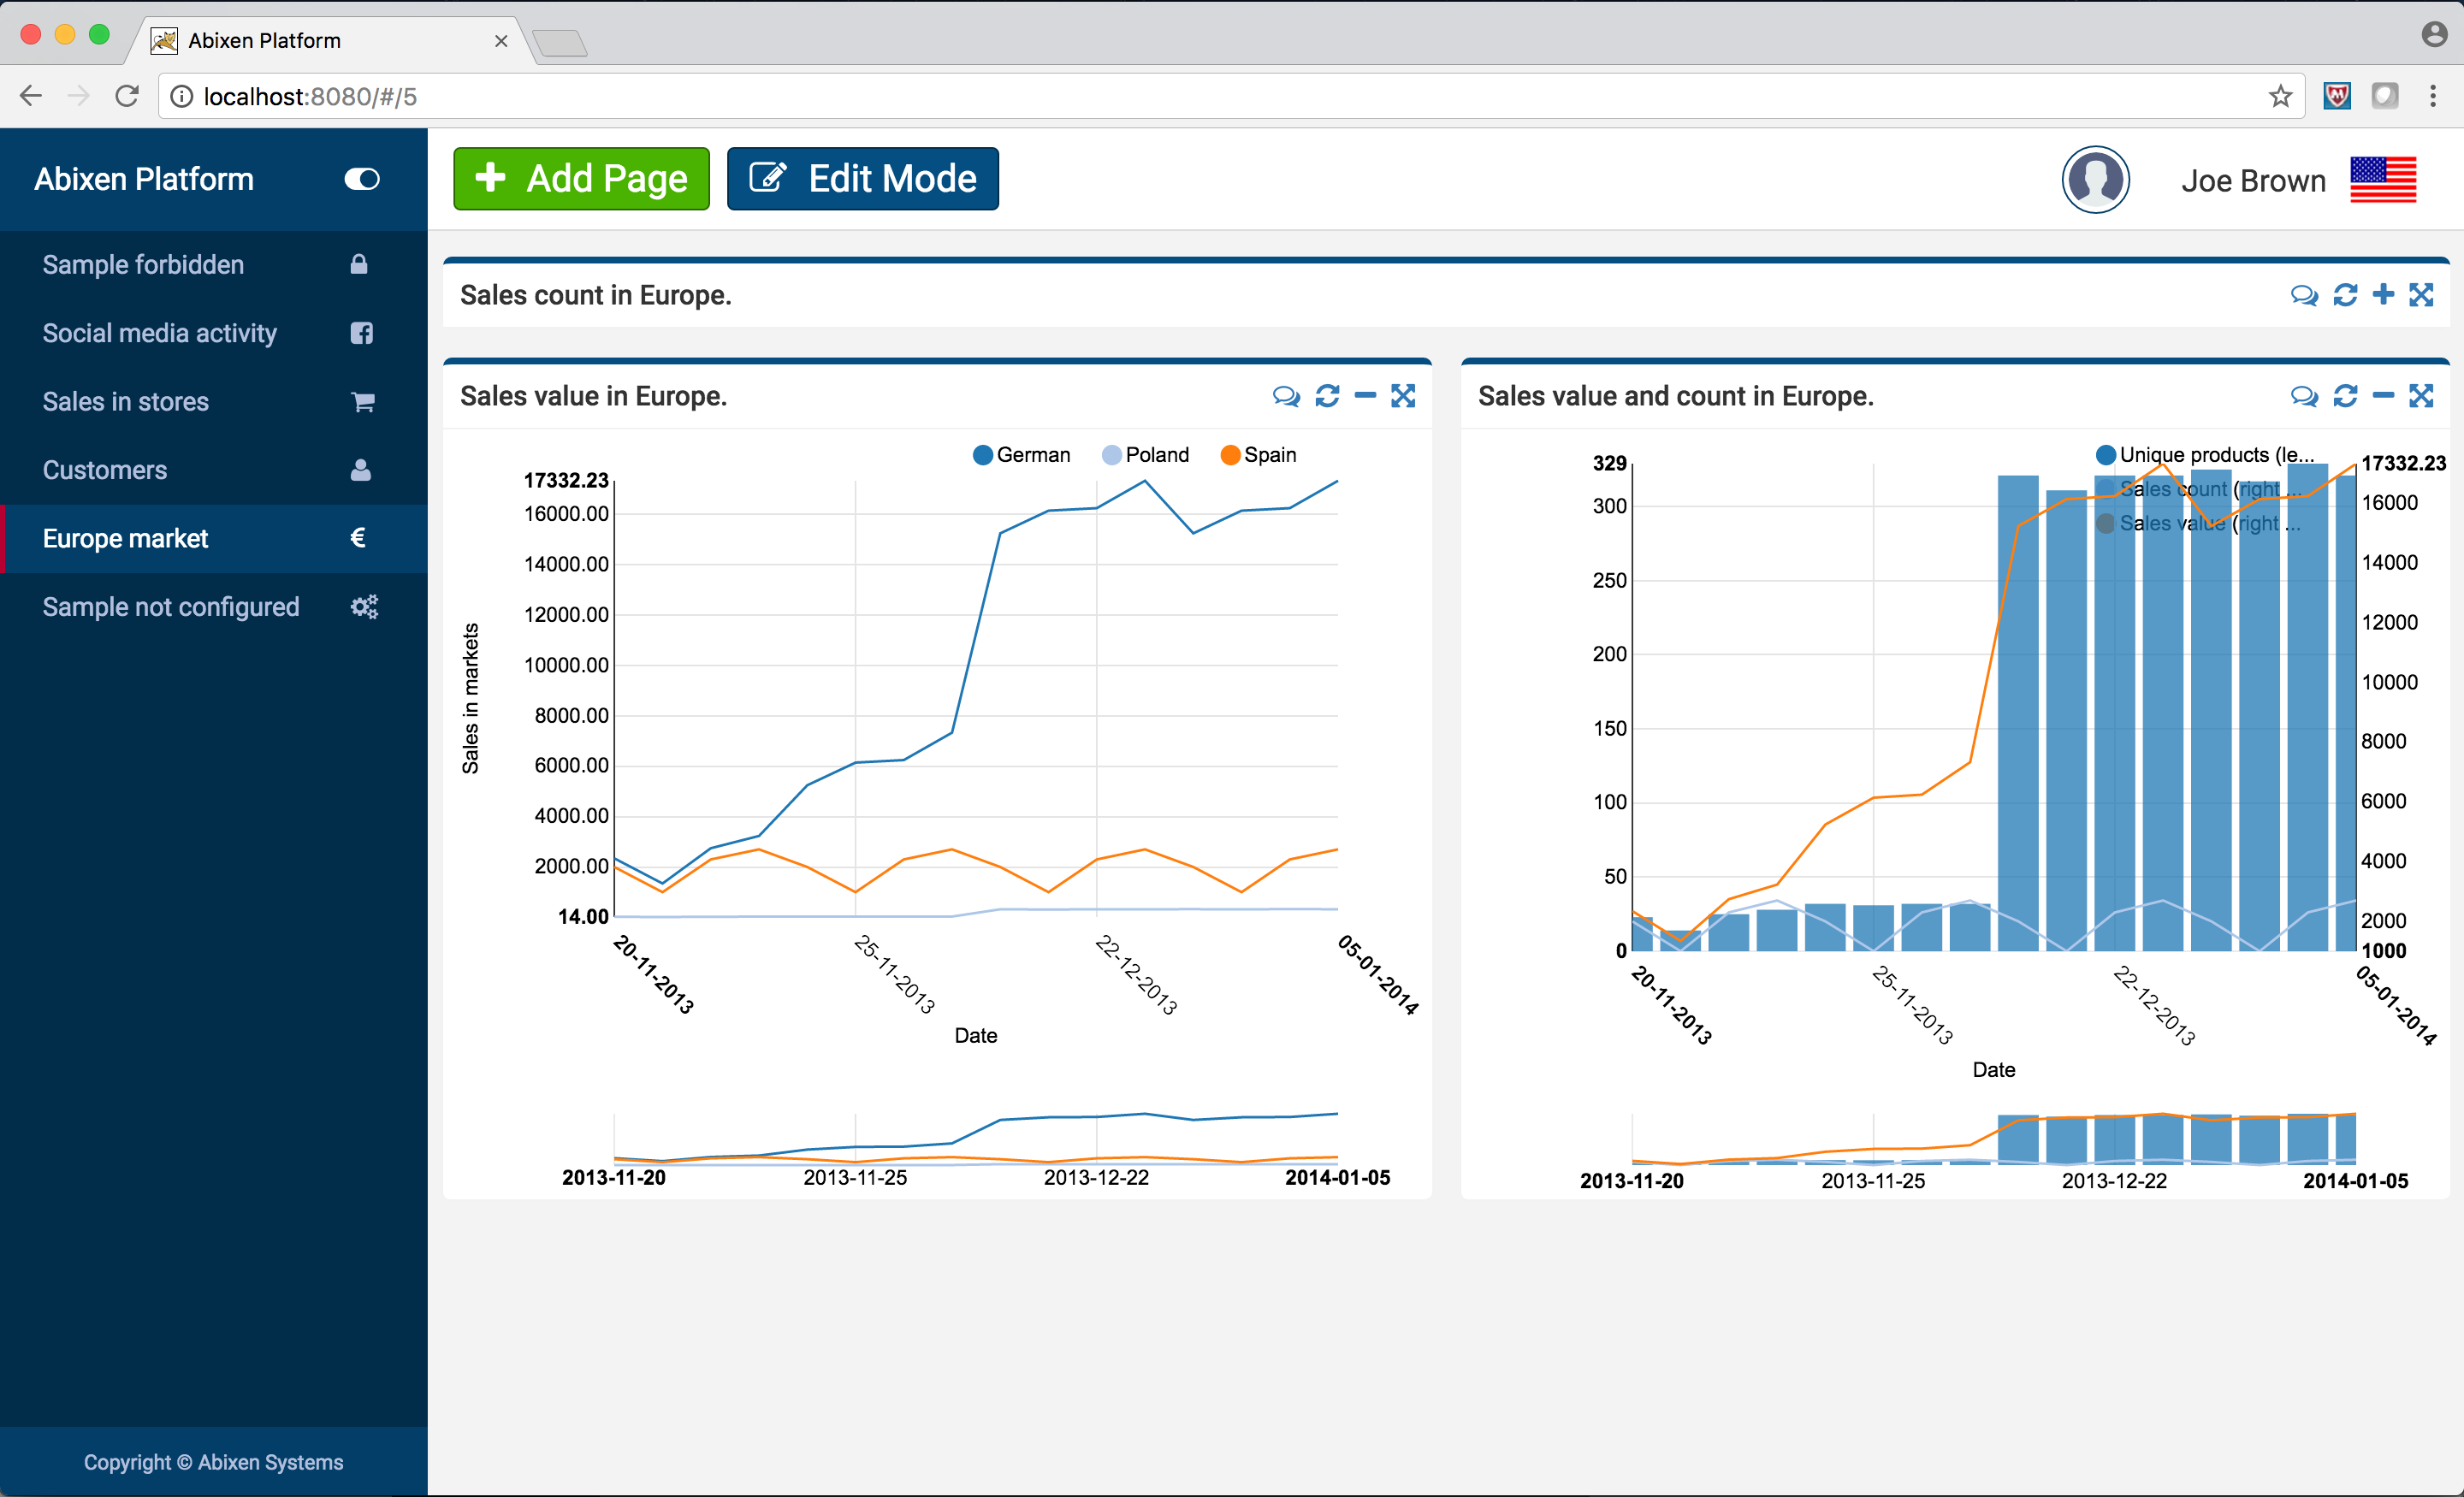 Abixen Platform
localhost:8080/#/5
Abixen Platform
Add Page
Edit Mode
Joe Brown
Sample forbidden
Social media activity
Sales in stores
Customers
Europe market
€
Sample not configured
Copyright © Abixen Systems
Sales count in Europe.
Sales value in Europe.
German
Poland
Spain
17332.23
16000.00
14000.00
12000.00
10000.00
8000.00
6000.00
4000.00
2000.00
14.00
Sales in markets
20-11-2013
25-11-2013
22-12-2013
05-01-2014
Date
2013-11-20
2013-11-25
2013-12-22
2014-01-05
Sales value and count in Europe.
Unique products (le...
Sales count (right ...
Sales value (right ...
329
300
250
200
150
100
50
0
17332.23
16000
14000
12000
10000
8000
6000
4000
2000
1000
20-11-2013
25-11-2013
22-12-2013
05-01-2014
Date
2013-11-20
2013-11-25
2013-12-22
2014-01-05